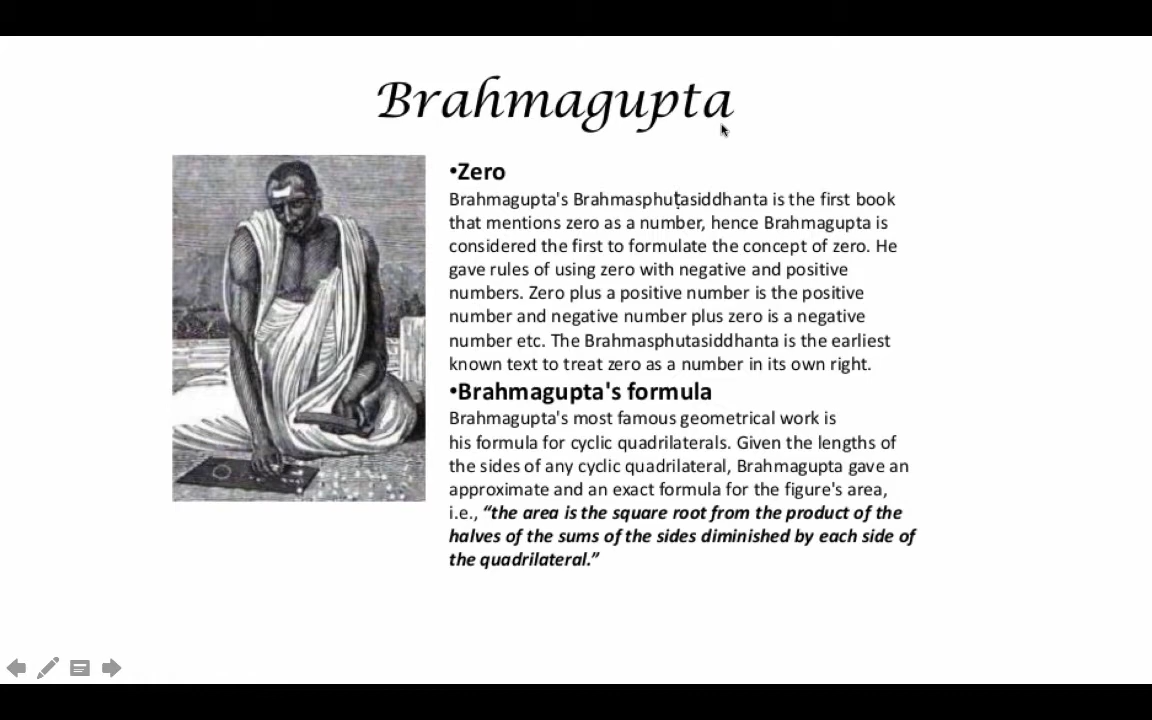 Brahmagupta
•Zero
Brahmagupta's Brahmasphuṭasiddhanta is the first book
that mentions zero as a number, hence Brahmagupta is
considered the first to formulate the concept of zero. He
gave rules of using zero with negative and positive
numbers. Zero plus a positive number is the positive
number and negative number plus zero is a negative
number etc. The Brahmasphutasiddhanta is the earliest
known text to treat zero as a number in its own right.
•Brahmagupta's formula
Brahmagupta's most famous geometrical work is
his formula for cyclic quadrilaterals. Given the lengths of
the sides of any cyclic quadrilateral, Brahmagupta gave an
approximate and an exact formula for the figure's area,
i.e., “the area is the square root from the product of the
halves of the sums of the sides diminished by each side of
the quadrilateral.”